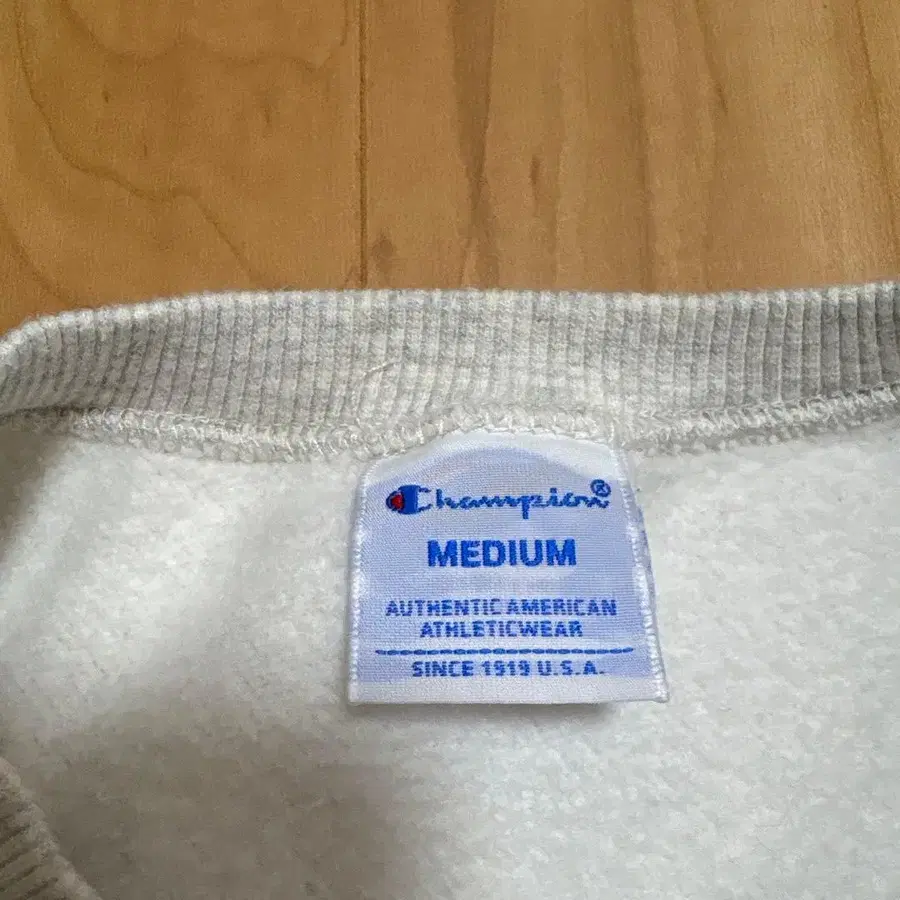 Champion®
MEDIUM
AUTHENTIC AMERICAN
ATHLETICWEAR
SINCE 1919 U.S.A.